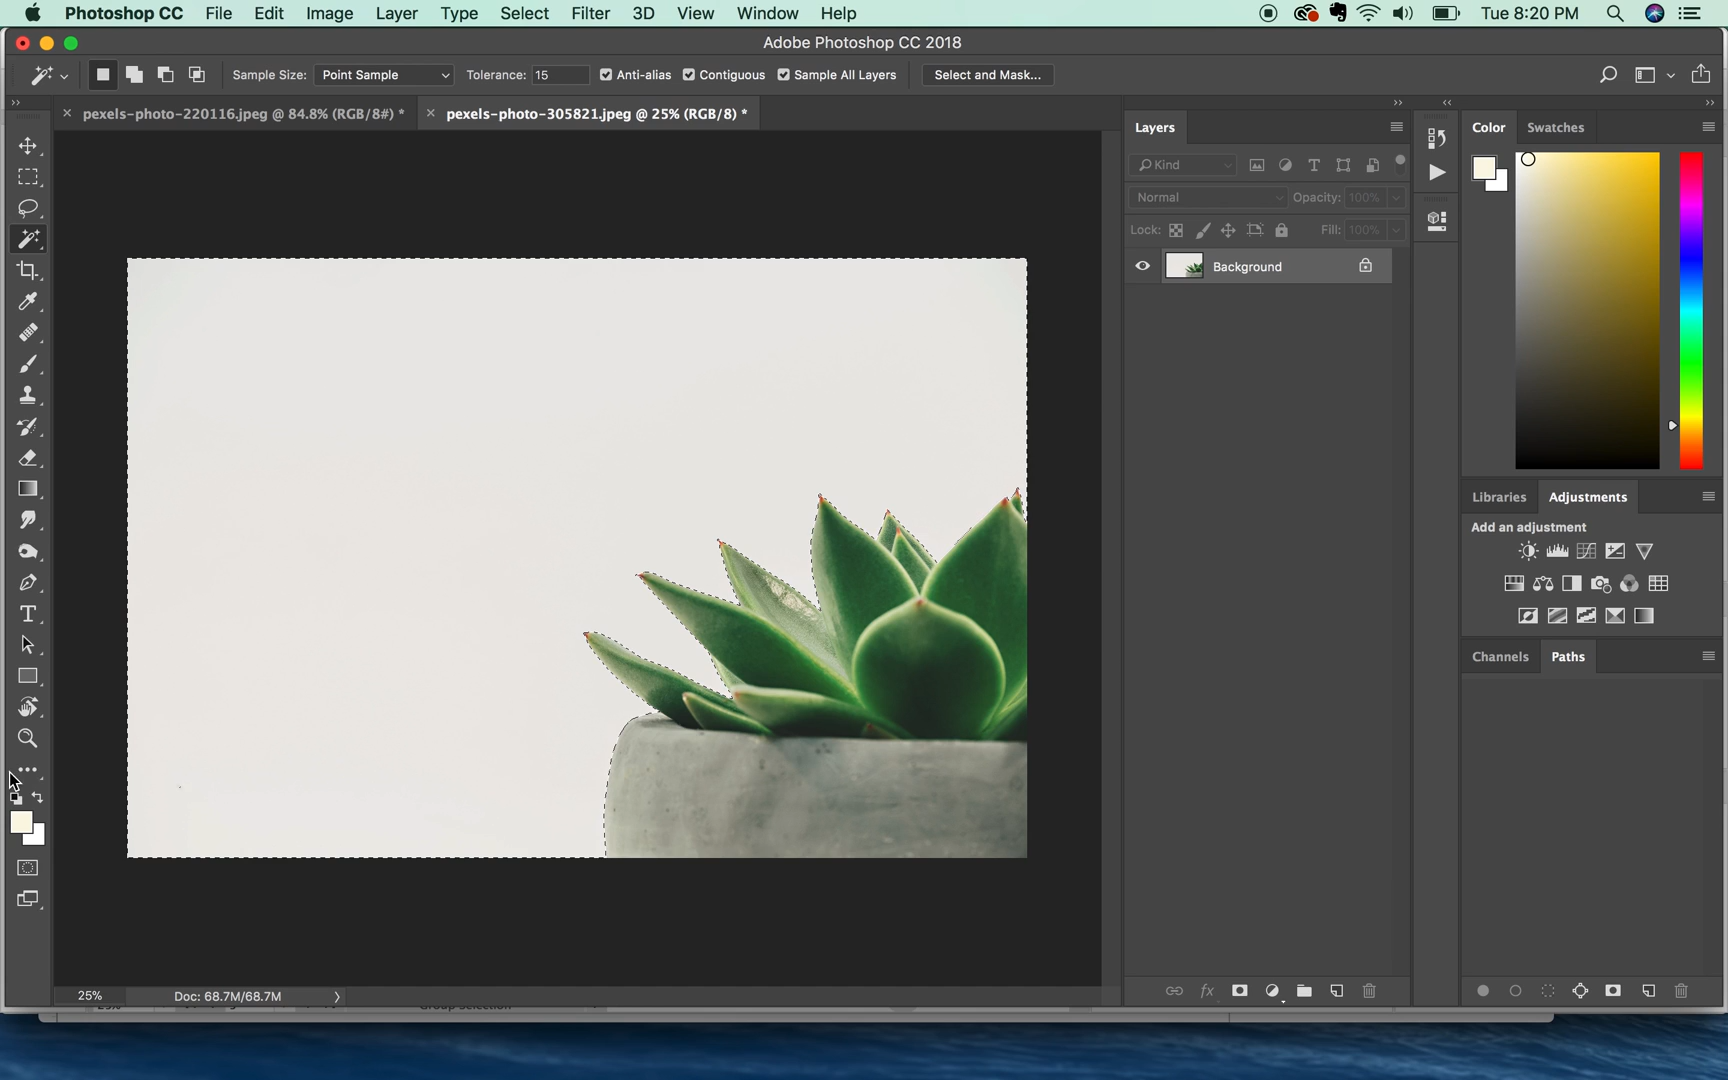 Photoshop CC File Edit Image Layer Type Select Filter 3D View Window Help Tue 8:20 PM
Adobe Photoshop CC 2018
Sample Size: Point Sample Tolerance: 15 Anti-alias Contiguous Sample All Layers Select and Mask...
pexels-photo-220116.jpeg @ 84.8% (RGB/8#) * pexels-photo-305821.jpeg @ 25% (RGB/8) *
Layers
Kind
Normal Opacity: 100%
Lock: Fill: 100%
Background
Color Swatches
Libraries Adjustments
Add an adjustment
Channels Paths
25% Doc: 68.7M/68.7M